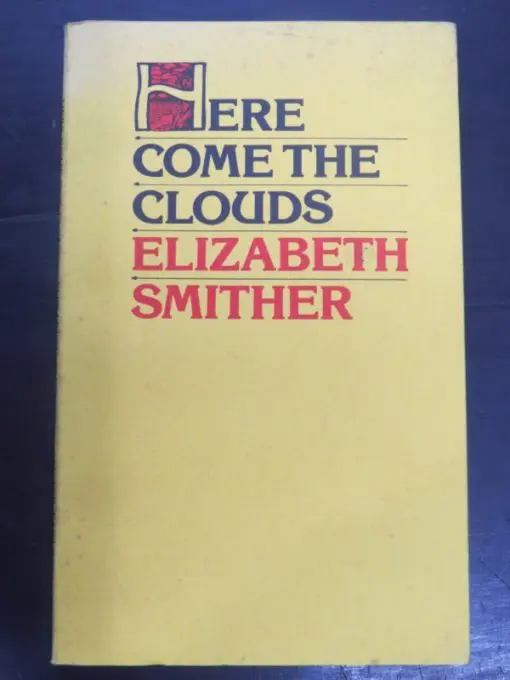 HERE
COME THE
CLOUDS
ELIZABETH
SMITHER